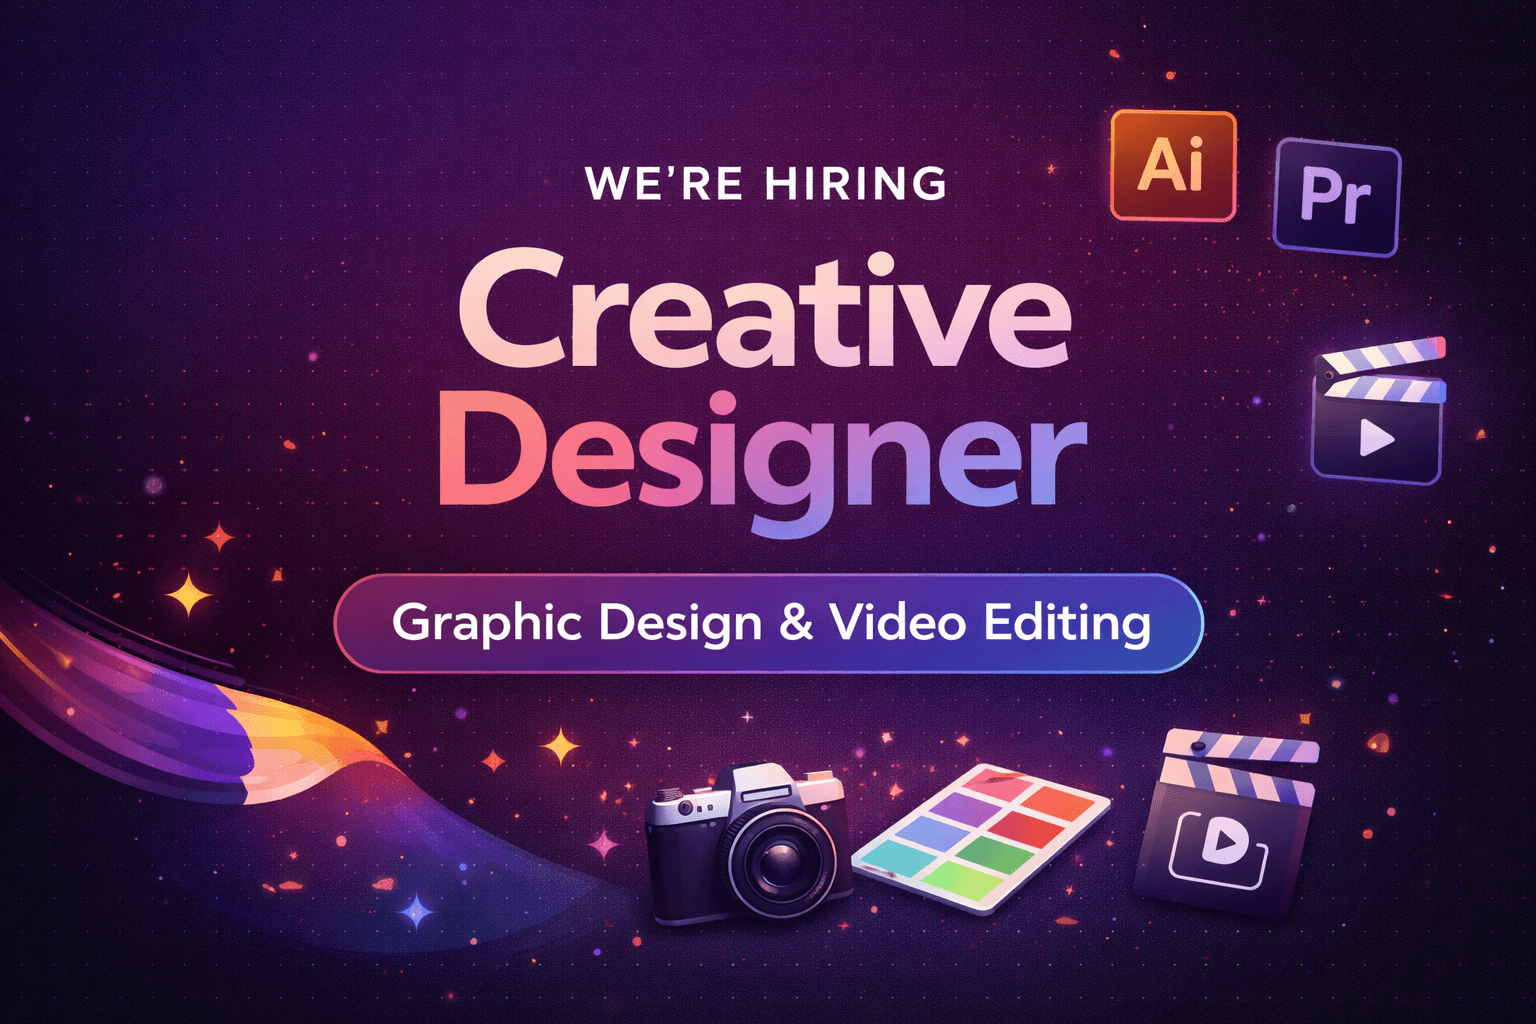 WE'RE HIRING
Creative
Designer
Graphic Design & Video Editing
Ai
Pr
D